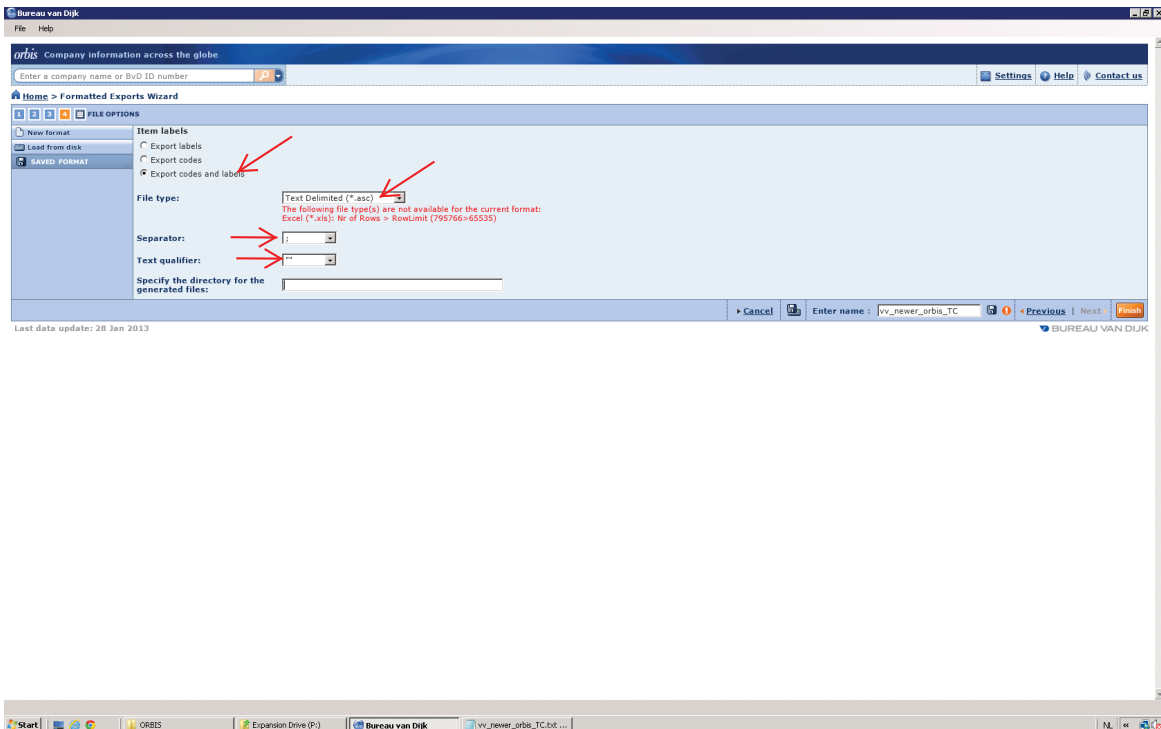 Bureau van Dijk
File Help
orbis Company information across the globe
Enter a company name or BvD ID number
Settings Help Contact us
Home > Formatted Exports Wizard
1 2 3 4 FILE OPTIONS
New format
Load from disk
SAVED FORMAT
Item labels
Export labels
Export codes
Export codes and labels
File type: Text Delimited (*.asc)
The following file type(s) are not available for the current format:
Excel (*.xls): Nr of Rows > RowLimit (795766>65535)
Separator: ;
Text qualifier: ""
Specify the directory for the
generated files:
Cancel Enter name : vv_newer_orbis_TC Previous | Next Finish
Last data update: 28 Jan 2013
BUREAU VAN DIJK
Start ORBIS Expansion Drive (P:) Bureau van Dijk vv_newer_orbis_TC.txt ... NL «